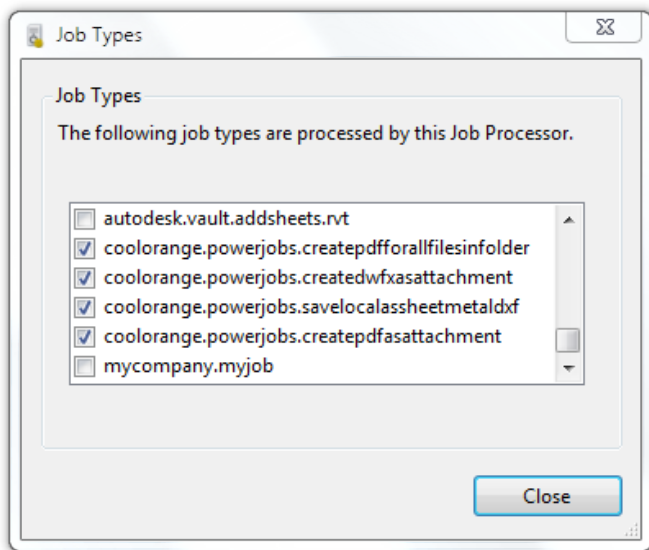 Job Types
Job Types
The following job types are processed by this Job Processor.
autodesk.vault.addsheets.rvt
coolorange.powerjobs.createpdfforallfilesinfolder
coolorange.powerjobs.createdwfxasattachment
coolorange.powerjobs.savelocalassheetmetaldxf
coolorange.powerjobs.createpdfasattachment
mycompany.myjob
Close